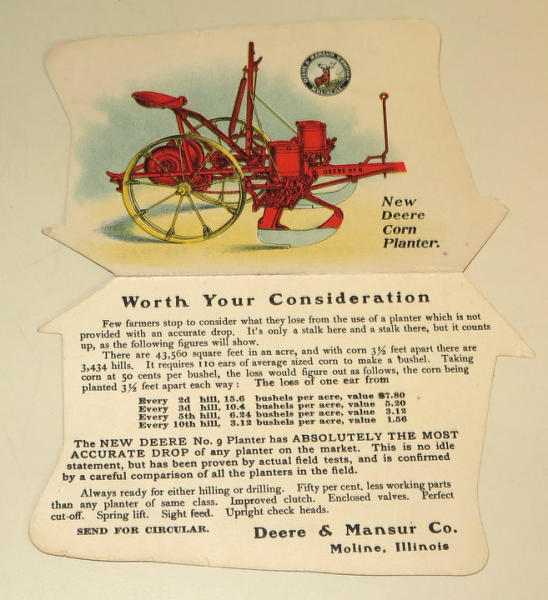 DEERE & MANSUR COMPANY
DEERE Nº 9.
New
Deere
Corn
Planter.
Worth Your Consideration
Few farmers stop to consider what they lose from the use of a planter which is not
provided with an accurate drop. It's only a stalk here and a stalk there, but it counts
up, as the following figures will show.
There are 43,560 square feet in an acre, and with corn 3½ feet apart there are
3,434 hills. It requires 110 ears of average sized corn to make a bushel. Taking
corn at 50 cents per bushel, the loss would figure out as follows, the corn being
planted 3½ feet apart each way: The loss of one ear from
Every 2d hill, 15.6 bushels per acre, value $7.80
Every 3d hill, 10.4 bushels per acre, value 5.20
Every 5th hill, 6.24 bushels per acre, value 3.12
Every 10th hill, 3.12 bushels per acre, value 1.56
The NEW DEERE No. 9 Planter has ABSOLUTELY THE MOST
ACCURATE DROP of any planter on the market. This is no idle
statement, but has been proven by actual field tests, and is confirmed
by a careful comparison of all the planters in the field.
Always ready for either hilling or drilling. Fifty per cent. less working parts
than any planter of same class. Improved clutch. Enclosed valves. Perfect
cut-off. Spring lift. Sight feed. Upright check heads.
SEND FOR CIRCULAR. Deere & Mansur Co.
Moline, Illinois